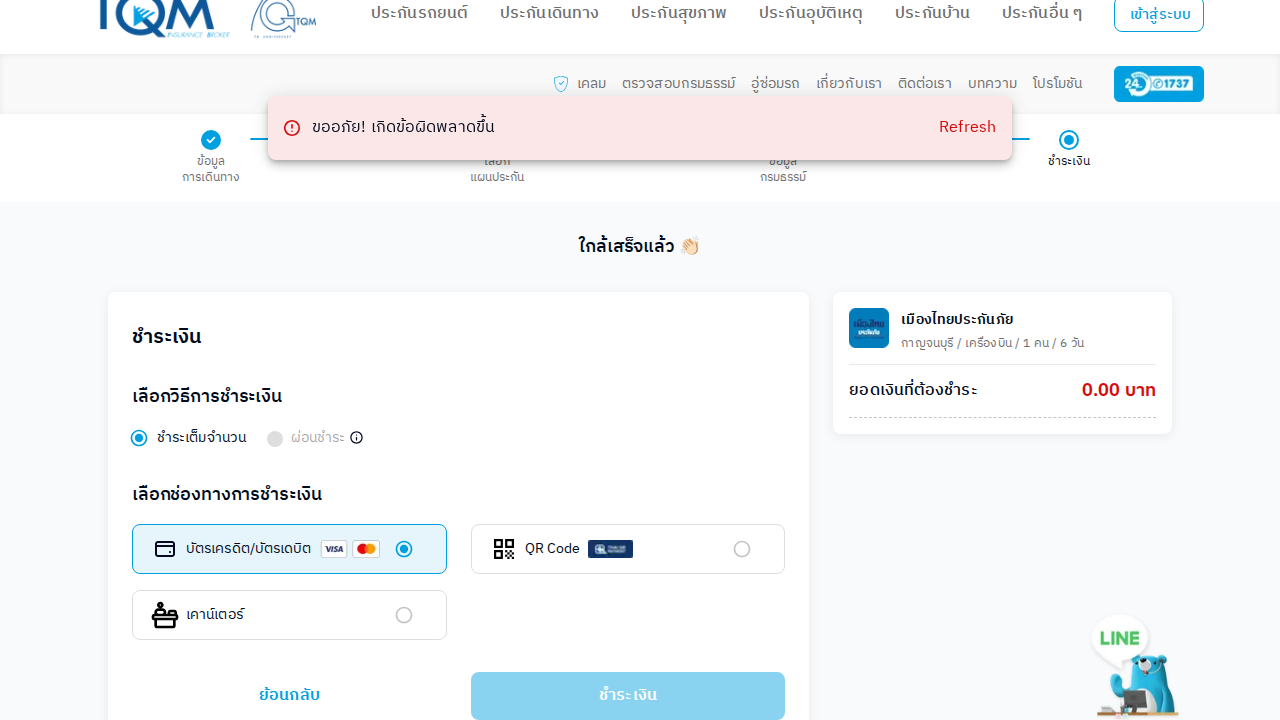 TQM
INSURANCE BROKER
TQM
ประกันรถยนต์
ประกันเดินทาง
ประกันสุขภาพ
ประกันอุบัติเหตุ
ประกันบ้าน
ประกันอื่น ๆ
เข้าสู่ระบบ
เคลม
ตรวจสอบกรมธรรม์
อู่ซ่อมรถ
เกี่ยวกับเรา
ติดต่อเรา
บทความ
โปรโมชัน
24 1737
ขออภัย! เกิดข้อผิดพลาดขึ้น
Refresh
ข้อมูล
การเดินทาง
เลือก
แผนประกัน
ข้อมูล
กรมธรรม์
ชำระเงิน
ใกล้เสร็จแล้ว 👏🏻
ชำระเงิน
เลือกวิธีการชำระเงิน
ชำระเต็มจำนวน
ผ่อนชำระ
เลือกช่องทางการชำระเงิน
บัตรเครดิต/บัตรเดบิต
VISA
QR Code
เคาน์เตอร์
ย้อนกลับ
ชำระเงิน
เมืองไทย
ประกันภัย
เมืองไทยประกันภัย
กาญจนบุรี / เครื่องบิน / 1 คน / 6 วัน
ยอดเงินที่ต้องชำระ
0.00 บาท
LINE